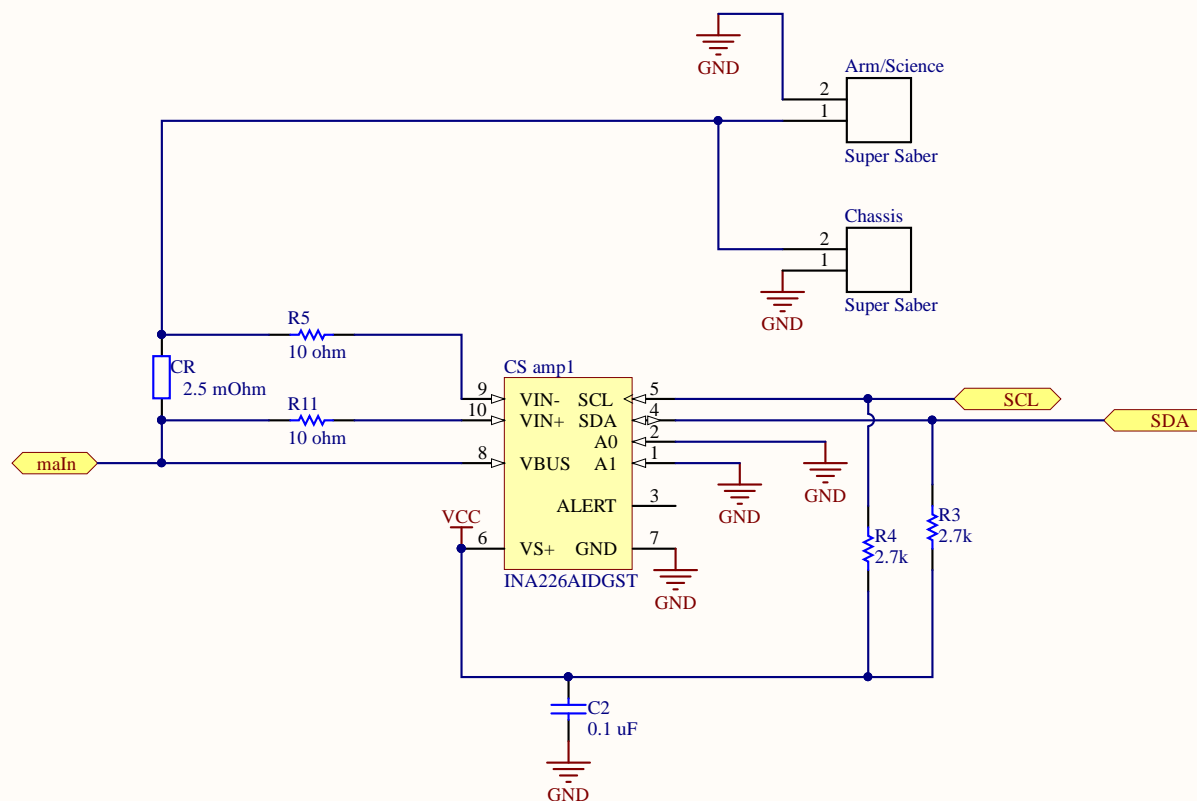 GND
Arm/Science
2
1
Super Saber
Chassis
2
1
Super Saber
GND
R5
10 ohm
CR
2.5 mOhm
R11
10 ohm
maIn
CS amp1
9 VIN- SCL 5
10 VIN+ SDA 4
A0 2
8 VBUS A1 1
ALERT 3
6 VS+ GND 7
INA226AIDGST
VCC
SCL
SDA
GND
GND
GND
R4
2.7k
R3
2.7k
C2
0.1 uF
GND